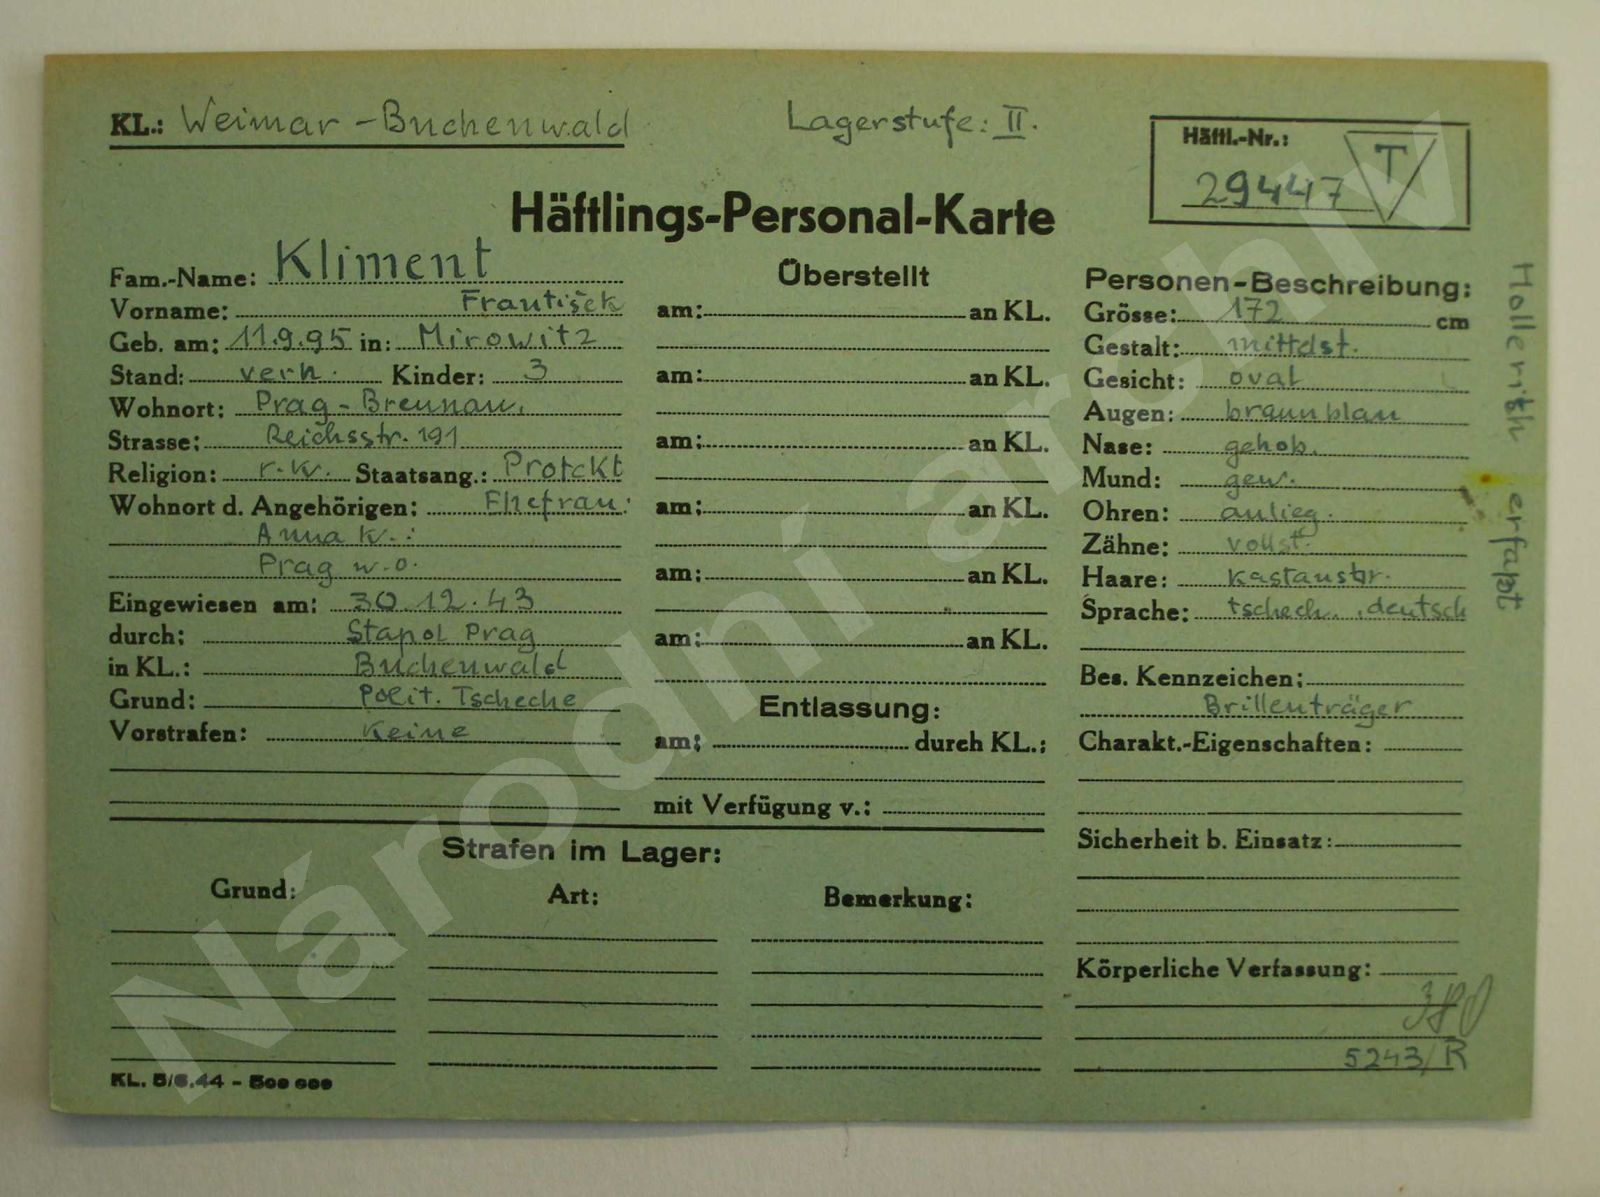 KL.: Weimar-Buchenwald
Lagerstufe: II.
Häftl.-Nr.:
29447
T
Häftlings-Personal-Karte
Fam.-Name: Kliment
Vorname: František
Geb. am: 11.9.95 in: Mirowitz
Stand: verh. Kinder: 3
Wohnort: Prag-Breunau.
Strasse: Reichsstr. 191
Religion: r.k. Staatsang.: Protekt
Wohnort d. Angehörigen: Ehefrau:
Anna K.:
Prag w.o.
Eingewiesen am: 30.12.43
durch: Stapol Prag
in KL.: Buchenwald
Grund: Polit. Tscheche
Vorstrafen: Keine
Überstellt
am: an KL.
am: an KL.
am: an KL.
am: an KL.
am: an KL.
am: an KL.
Entlassung:
am: durch KL.:
mit Verfügung v.:
Personen-Beschreibung:
Grösse: 172 cm
Gestalt: mittelst.
Gesicht: oval
Augen: braunblau
Nase: gehob.
Mund: gew.
Ohren: anlieg.
Zähne: vollst.
Haare: kastanbr.
Sprache: tschech., deutsch
Bes. Kennzeichen:
Brillenträger
Charakt.-Eigenschaften:
Sicherheit b. Einsatz:
Körperliche Verfassung:
5243/R
Hollerith erfaßt
Strafen im Lager:
Grund: Art: Bemerkung:
KL. 5/6.44 - 500 000
Národní archiv